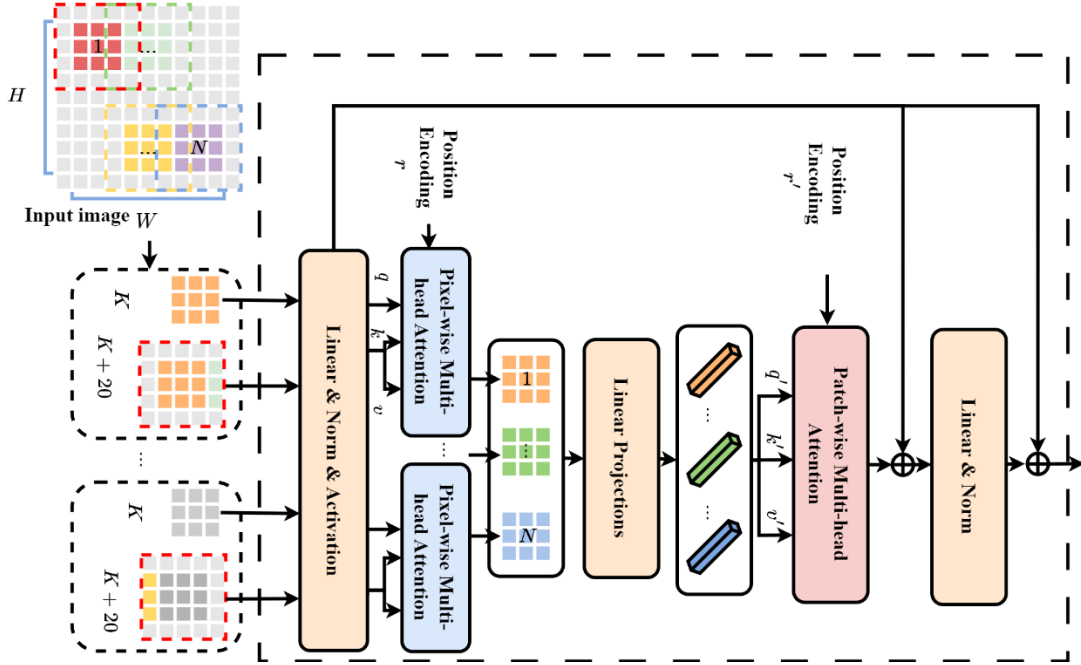 1
...
H
...
N
Input image W
K
K + 20
...
K
K + 20
Linear & Norm & Activation
q
k
v
Position
Encoding
r
Pixel-wise Multi-
head Attention
...
Pixel-wise Multi-
head Attention
1
...
N
Linear Projections
...
...
q′
k′
v′
Position
Encoding
r′
Patch-wise Multi-head
Attention
Linear & Norm